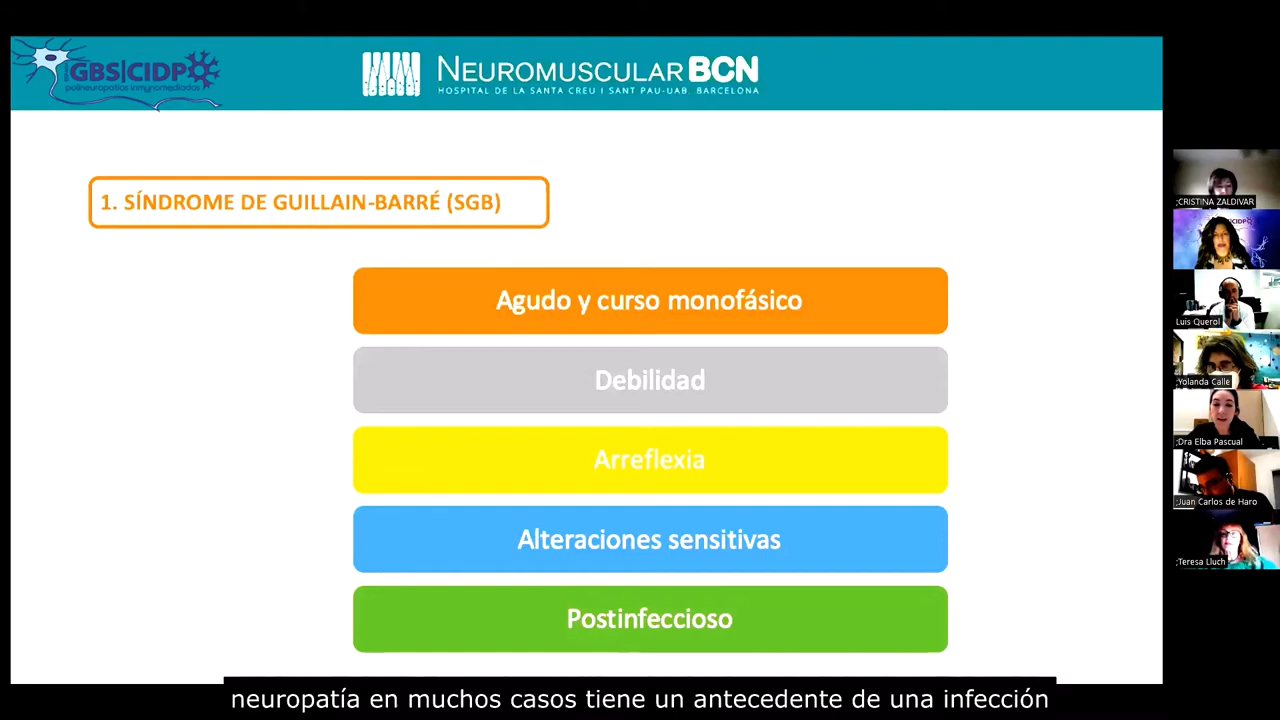 GBS|CIDP
polineuropatías inmunomediadas
NEUROMUSCULAR BCN
HOSPITAL DE LA SANTA CREU I SANT PAU-UAB. BARCELONA
1. SÍNDROME DE GUILLAIN-BARRÉ (SGB)
Agudo y curso monofásico
Debilidad
Arreflexia
Alteraciones sensitivas
Postinfeccioso
neuropatía en muchos casos tiene un antecedente de una infección
;CRISTINA ZALDIVAR
CIDP
Luis Querol
;Yolanda Calle
;Dra Elba Pascual
;Juan Carlos de Haro
;Teresa Lluch